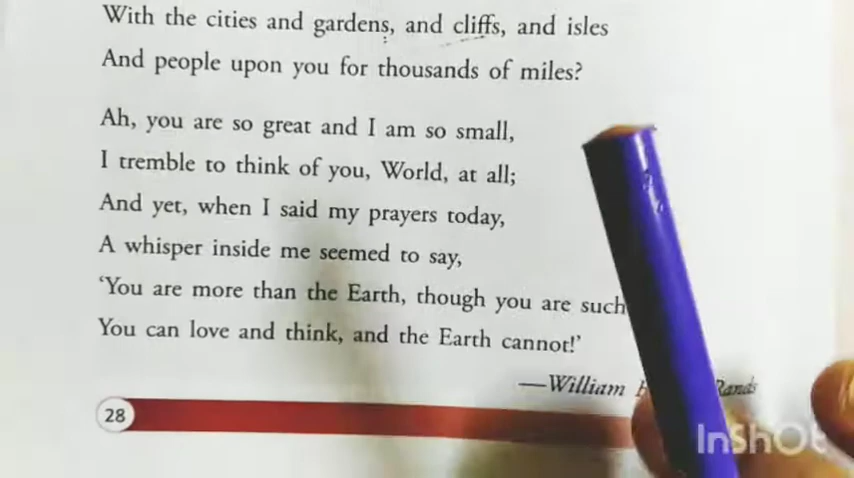 With the cities and gardens, and cliffs, and isles
And people upon you for thousands of miles?
Ah, you are so great and I am so small,
I tremble to think of you, World, at all;
And yet, when I said my prayers today,
A whisper inside me seemed to say,
‘You are more than the Earth, though you are such
You can love and think, and the Earth cannot!’
—William Rands
28
InShOt